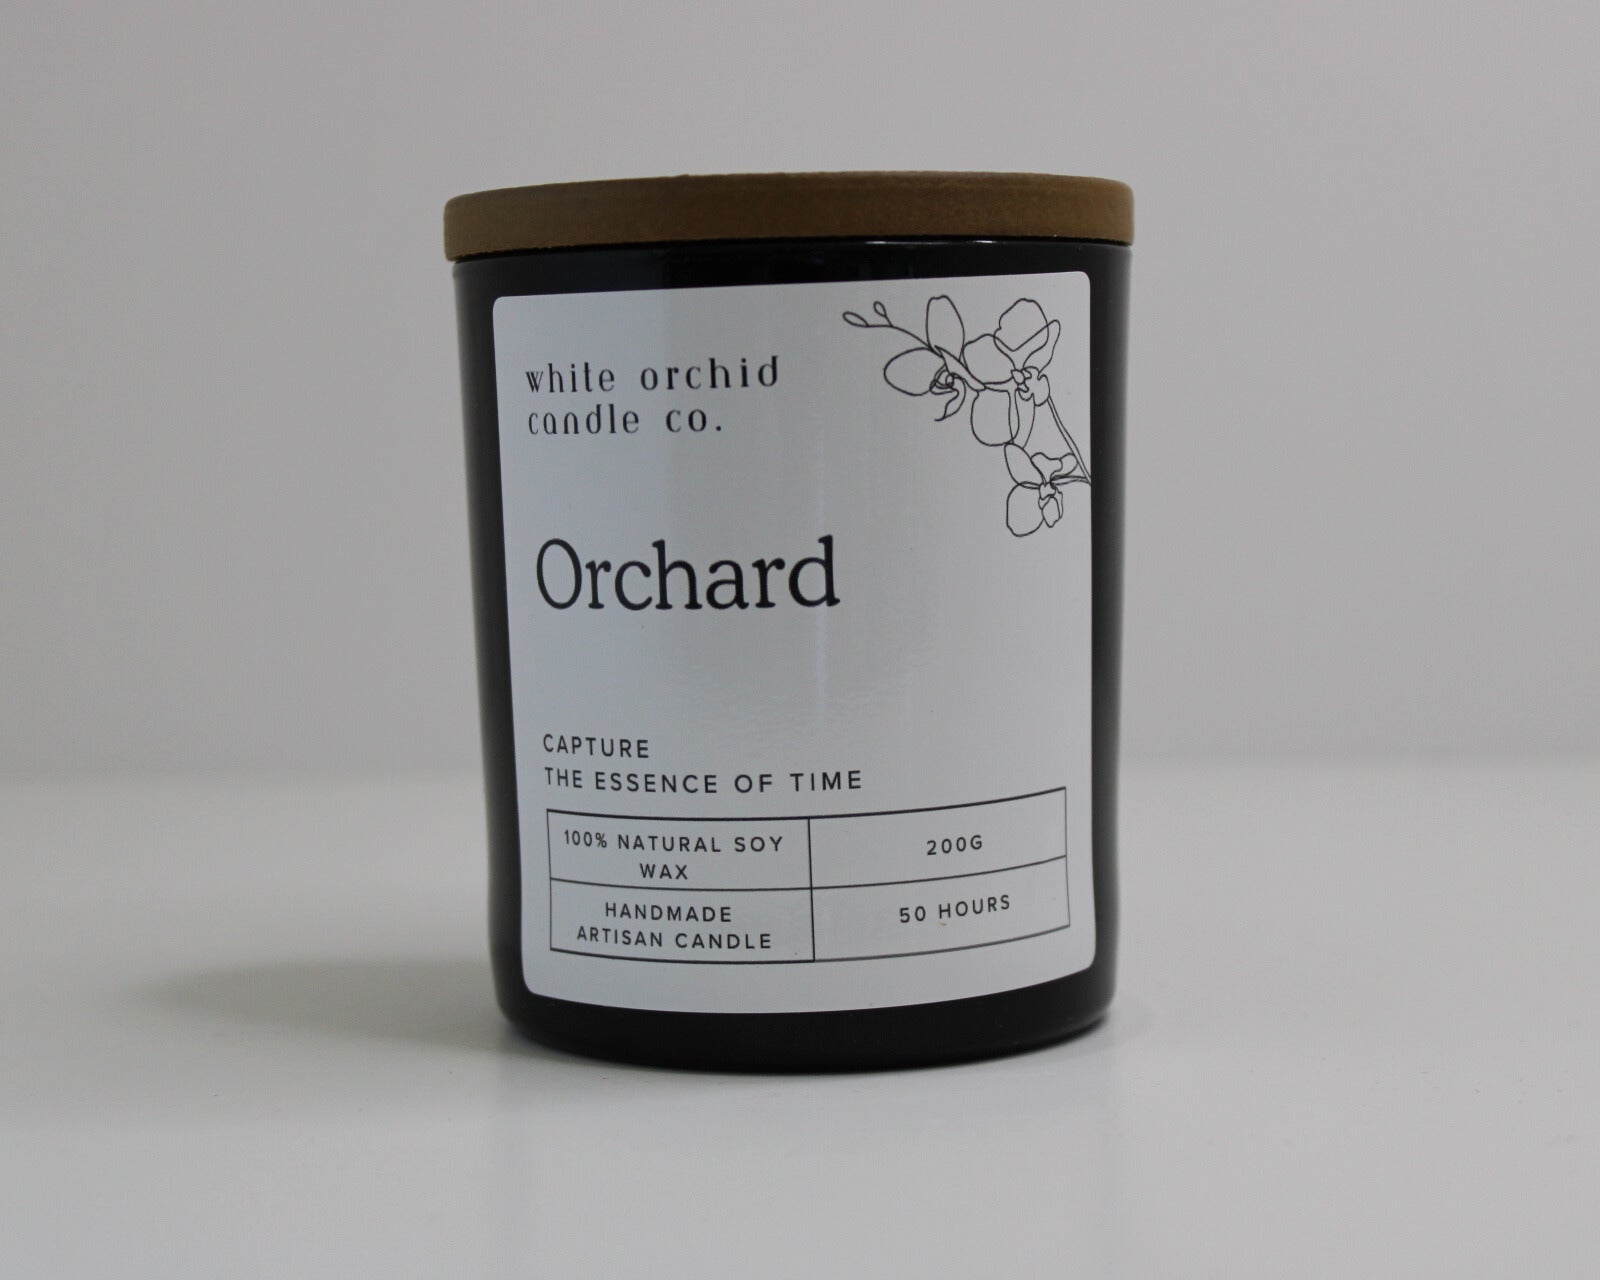 white orchid
candle co.
Orchard
CAPTURE
THE ESSENCE OF TIME
100% NATURAL SOY
WAX
200G
HANDMADE
ARTISAN CANDLE
50 HOURS